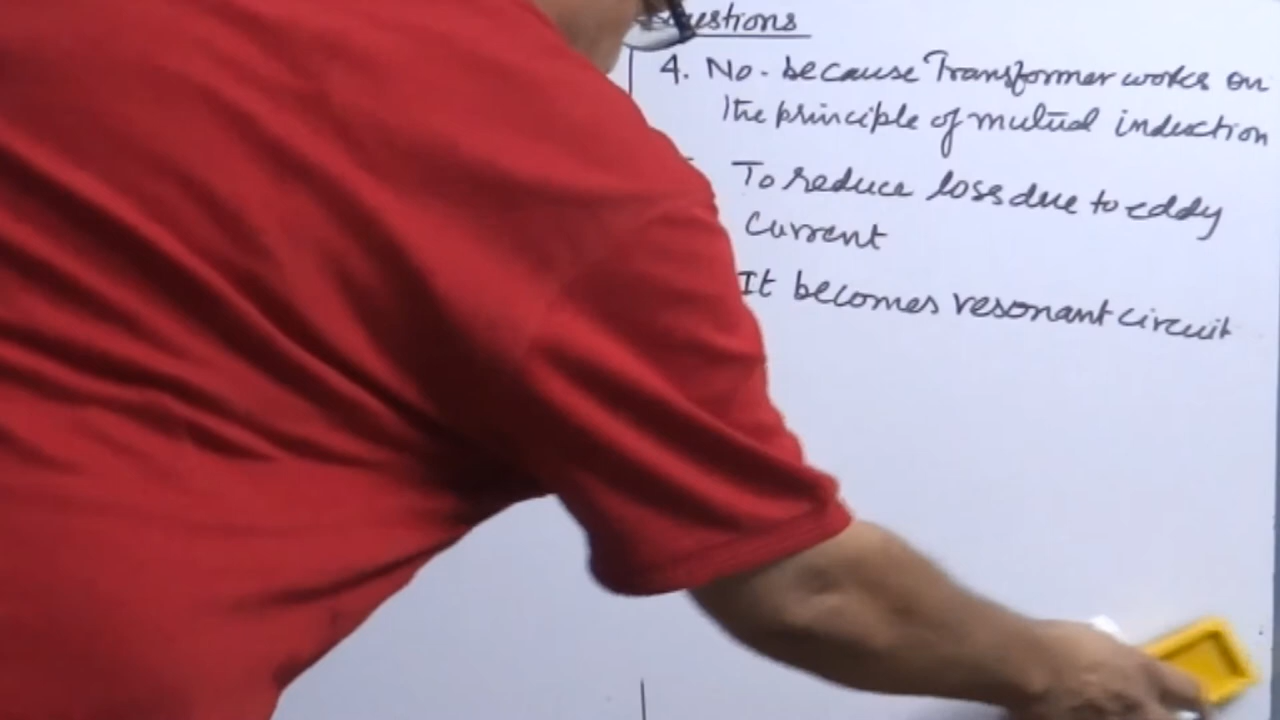 4. No. because Transformer works on
the principle of mutual induction
To reduce loss due to eddy
Current
It becomes resonant circuit